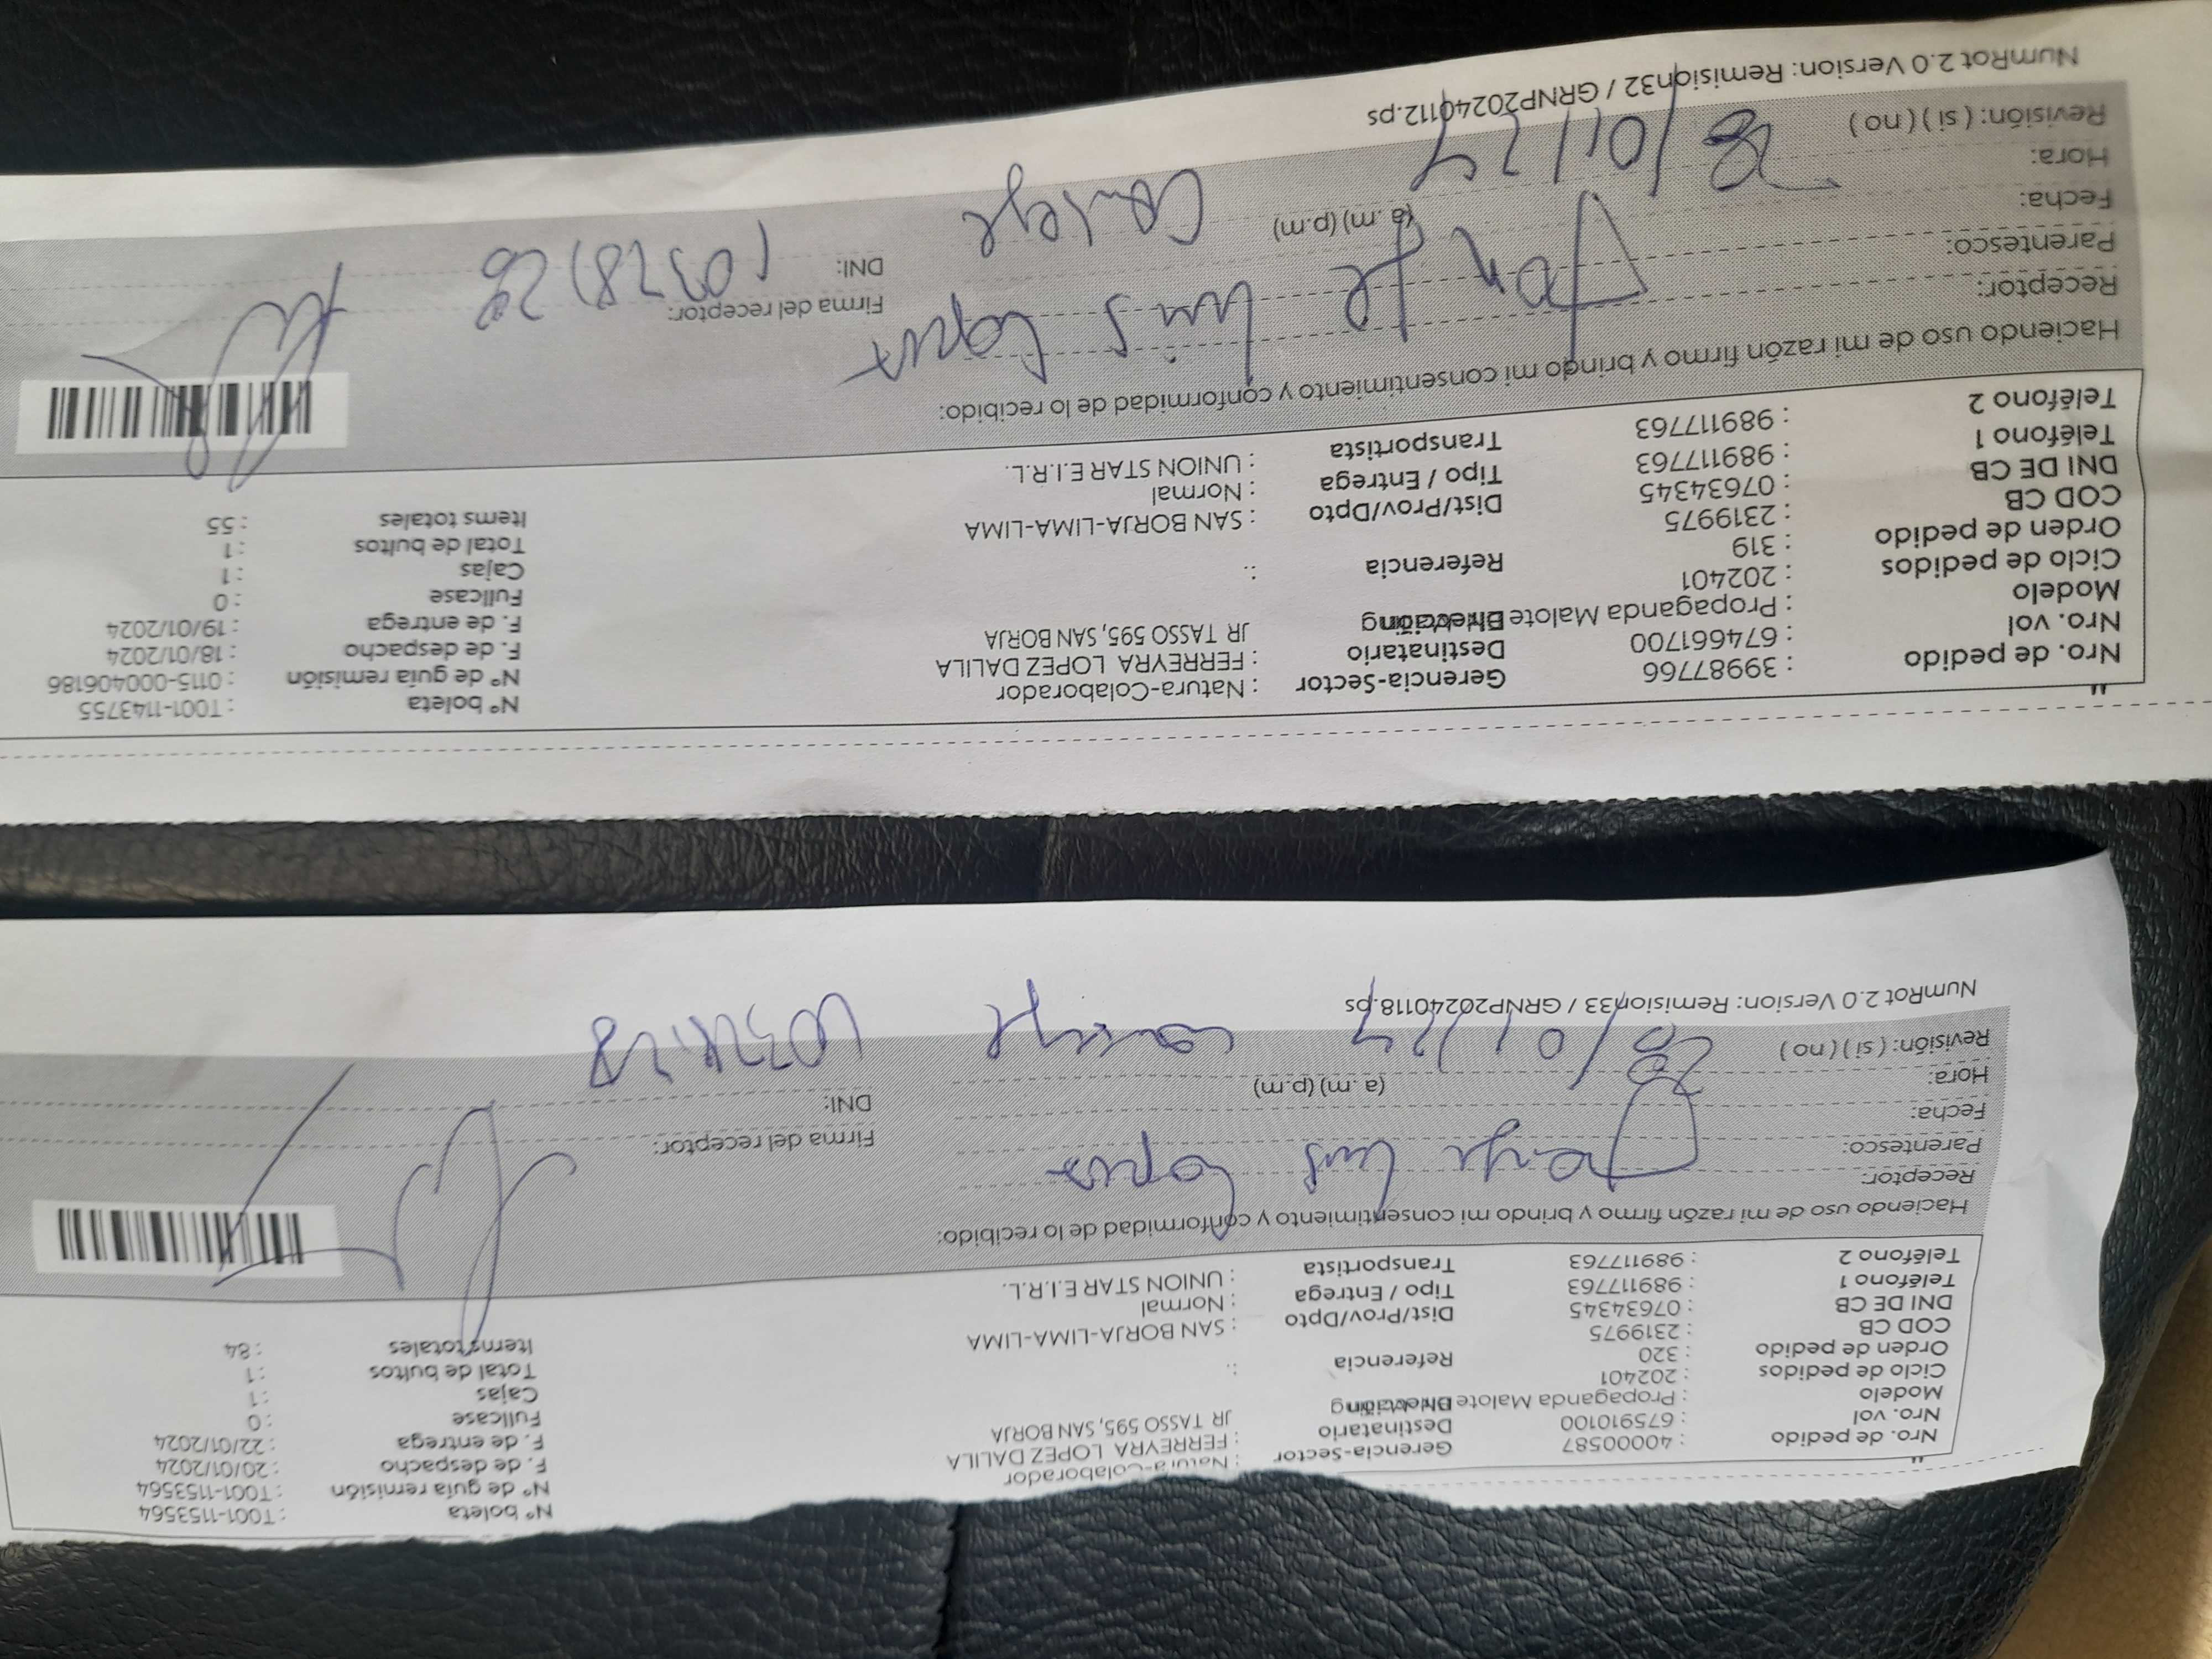 Nro. de pedido : 40000587 Gerencia-Sector : Natura-Colaborador Nº boleta : T001-1153564
Nro. vol : 675910100 Destinatario : FERREYRA LOPEZ DALILA Nº de guía remisión : T001-1153564
Modelo : Propaganda Malote JR TASSO 595, SAN BORJA F. de despacho : 20/01/2024
Ciclo de pedidos : 202401 F. de entrega : 22/01/2024
Orden de pedido : 320 Referencia : Fullcase : 0
COD CB : 2319975 Cajas : 1
DNI DE CB : 07634345 Dist/Prov/Dpto : SAN BORJA-LIMA-LIMA Total de bultos : 1
Teléfono 1 : 989117763 Tipo / Entrega : Normal Items totales : 84
Teléfono 2 : 989117763 Transportista : UNION STAR E.I.R.L.
Haciendo uso de mi razón firmo y brindo mi consentimiento y conformidad de lo recibido:
Receptor: Jorge Luis Lopez
Parentesco: Firma del receptor:
Fecha: DNI:
Hora: (a. m) (p.m)
Revisión: ( si ) ( no )
NumRot 2.0 Version: Remision33 / GRNP20240118.ps
Nro. de pedido : 39987766 Gerencia-Sector : Natura-Colaborador Nº boleta : T001-1143755
Nro. vol : 674661700 Destinatario : FERREYRA LOPEZ DALILA Nº de guía remisión : 0115-000406186
Modelo : Propaganda Malote JR TASSO 595, SAN BORJA F. de despacho : 18/01/2024
Ciclo de pedidos : 202401 F. de entrega : 19/01/2024
Orden de pedido : 319 Referencia : Fullcase : 0
COD CB : 2319975 Cajas : 1
DNI DE CB : 07634345 Dist/Prov/Dpto : SAN BORJA-LIMA-LIMA Total de bultos : 1
Teléfono 1 : 989117763 Tipo / Entrega : Normal Items totales : 55
Teléfono 2 : 989117763 Transportista : UNION STAR E.I.R.L.
Haciendo uso de mi razón firmo y brindo mi consentimiento y conformidad de lo recibido:
Receptor: Jorge Luis Lopez Firma del receptor:
Parentesco: DNI:
Fecha:
Hora: (a. m) (p.m)
Revisión: ( si ) ( no )
NumRot 2.0 Version: Remision32 / GRNP20240112.ps